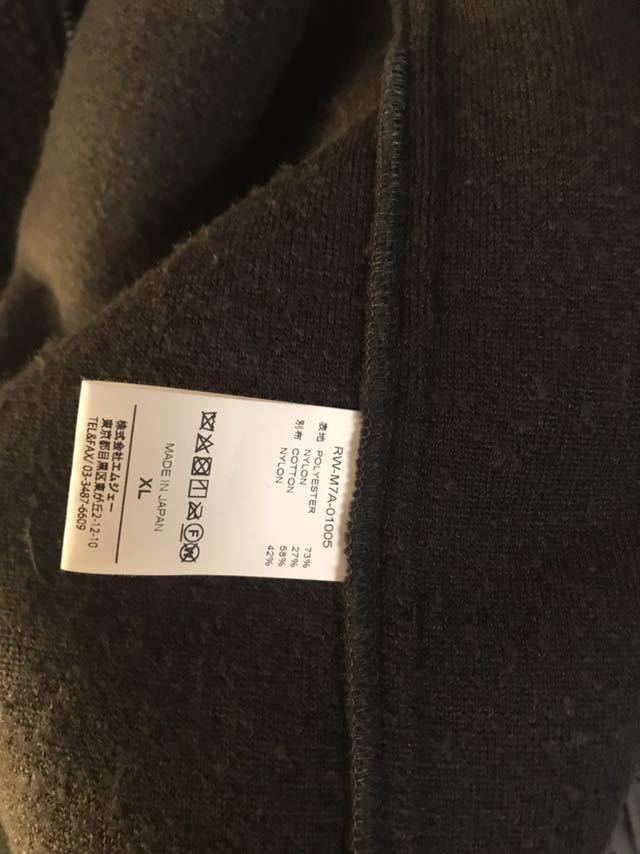 RW-M7A-01005
表地 POLYESTER 73%
NYLON 27%
別布 COTTON 58%
NYLON 42%
MADE IN JAPAN
XL
株式会社エムジェー
東京都目黒区東が丘2-12-10
TEL&FAX/ 03-3487-6609